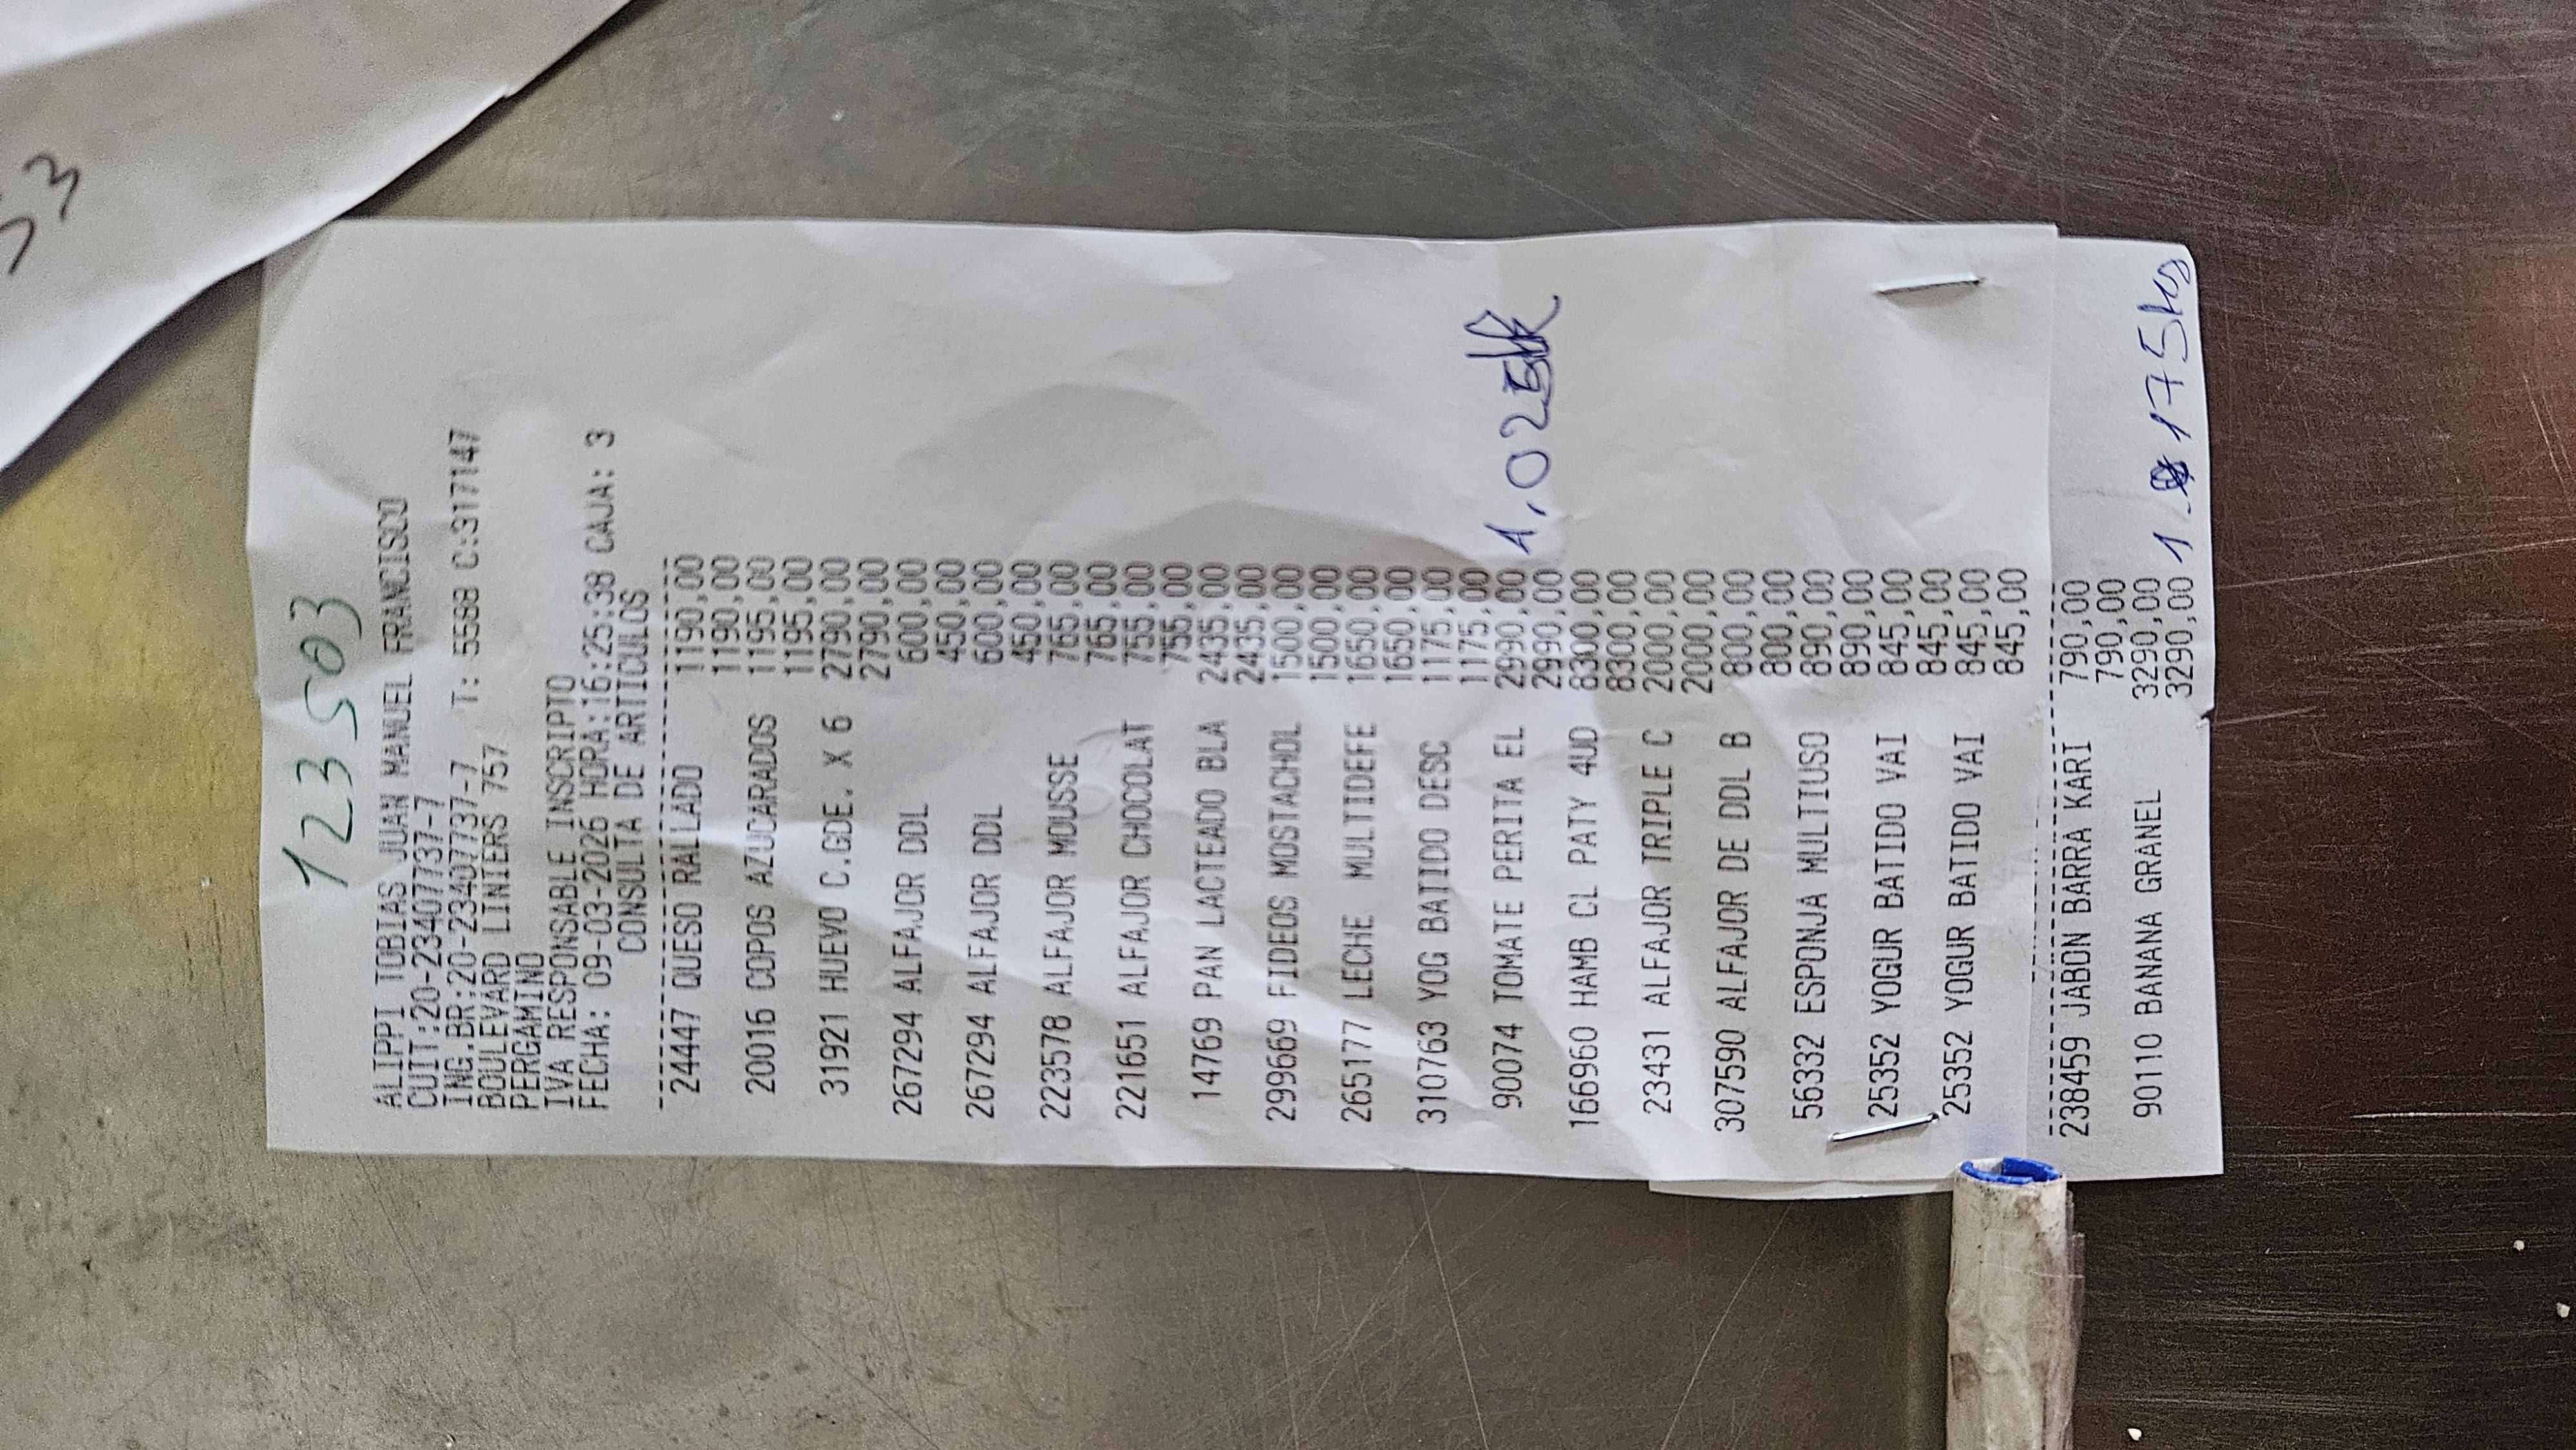 53
123503
ALIPPI TOBIAS JUAN MANUEL FRANCISCO
CUIT:20-23407737-7
ING.BR:20-23407737-7
BOULEVARD LINIERS 757 T: 5568 C:317147
PERGAMINO
IVA RESPONSABLE INSCRIPTO
FECHA: 09-03-2026 HORA:16:25:38 CAJA: 3
CONSULTA DE ARTICULOS
24447 QUESO RALLADO 1190,00
1190,00
20016 COPOS AZUCARADOS 1195,00
1195,00
31921 HUEVO C.GDE. X 6 2790,00
2790,00
267294 ALFAJOR DDL 600,00
450,00
267294 ALFAJOR DDL 600,00
450,00
223578 ALFAJOR MOUSSE 765,00
765,00
221651 ALFAJOR CHOCOLAT 755,00
755,00
14769 PAN LACTEADO BLA 2435,00
2435,00
299669 FIDEOS MOSTACHOL 1500,00
1500,00
265177 LECHE MULTIDEFE 1650,00
1650,00
310763 YOG BATIDO DESC 1175,00
1175,00
90074 TOMATE PERITA EL 2990,00 1,025
2990,00
166960 HAMB CL PATY 4UD 8300,00
8300,00
23431 ALFAJOR TRIPLE C 2000,00
2000,00
307590 ALFAJOR DE DDL B 800,00
800,00
56332 ESPONJA MULTIUSO 890,00
890,00
25352 YOGUR BATIDO VAI 845,00
845,00
25352 YOGUR BATIDO VAI 845,00
845,00
238459 JABON BARRA KARI 790,00
790,00
90110 BANANA GRANEL 3290,00
3290,00 1. 175